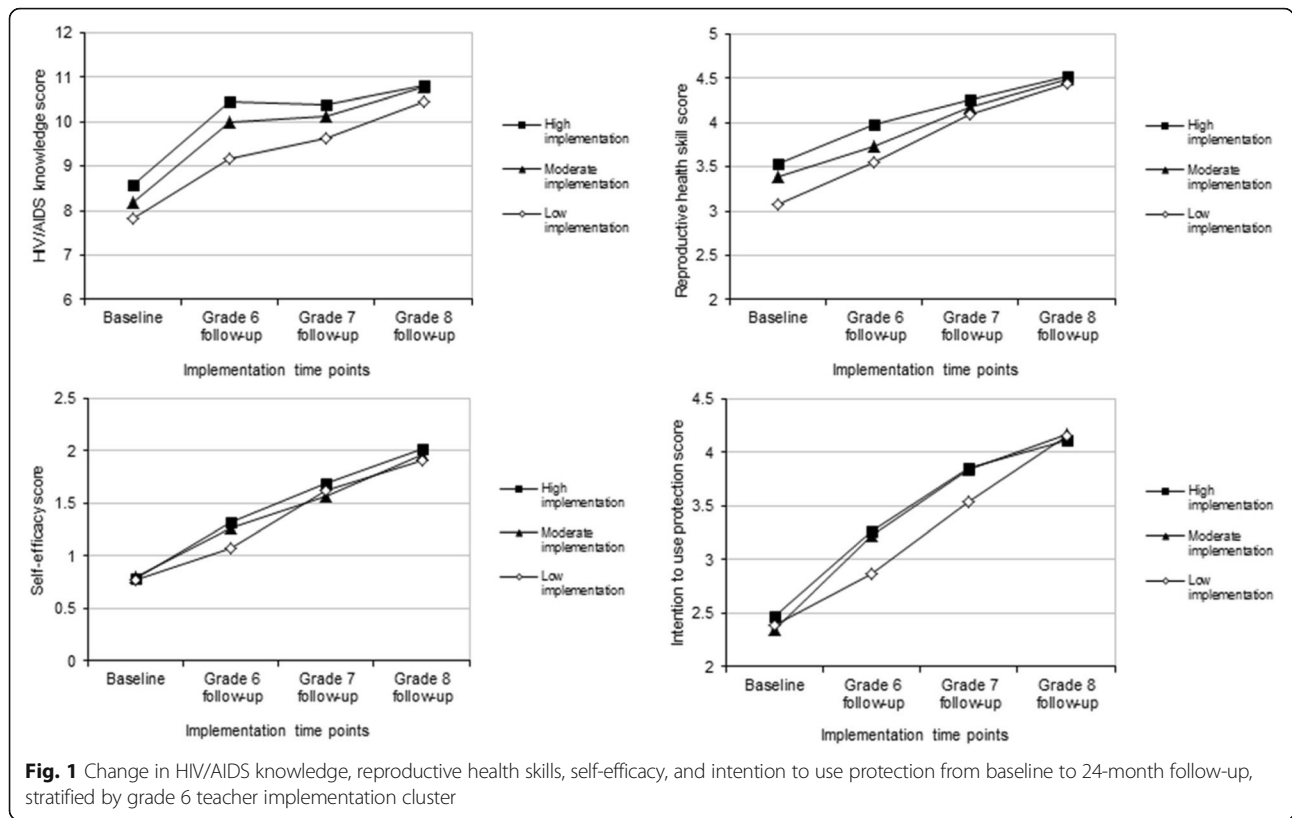 HIV/AIDS knowledge score
12
11
10
9
8
7
6
Baseline
Grade 6
follow-up
Grade 7
follow-up
Grade 8
follow-up
Implementation time points
High
implementation
Moderate
implementation
Low
implementation
Reproductive health skill score
5
4.5
4
3.5
3
2.5
2
Baseline
Grade 6
follow-up
Grade 7
follow-up
Grade 8
follow-up
Implementation time points
High
implementation
Moderate
implementation
Low
implementation
Self-efficacy score
2.5
2
1.5
1
0.5
0
Baseline
Grade 6
follow-up
Grade 7
follow-up
Grade 8
follow-up
Implementation time points
High
implementation
Moderate
implementation
Low
implementation
Intention to use protection score
4.5
4
3.5
3
2.5
2
Baseline
Grade 6
follow-up
Grade 7
follow-up
Grade 8
follow-up
Implementation time points
High
implementation
Moderate
implementation
Low
implementation
Fig. 1 Change in HIV/AIDS knowledge, reproductive health skills, self-efficacy, and intention to use protection from baseline to 24-month follow-up,
stratified by grade 6 teacher implementation cluster